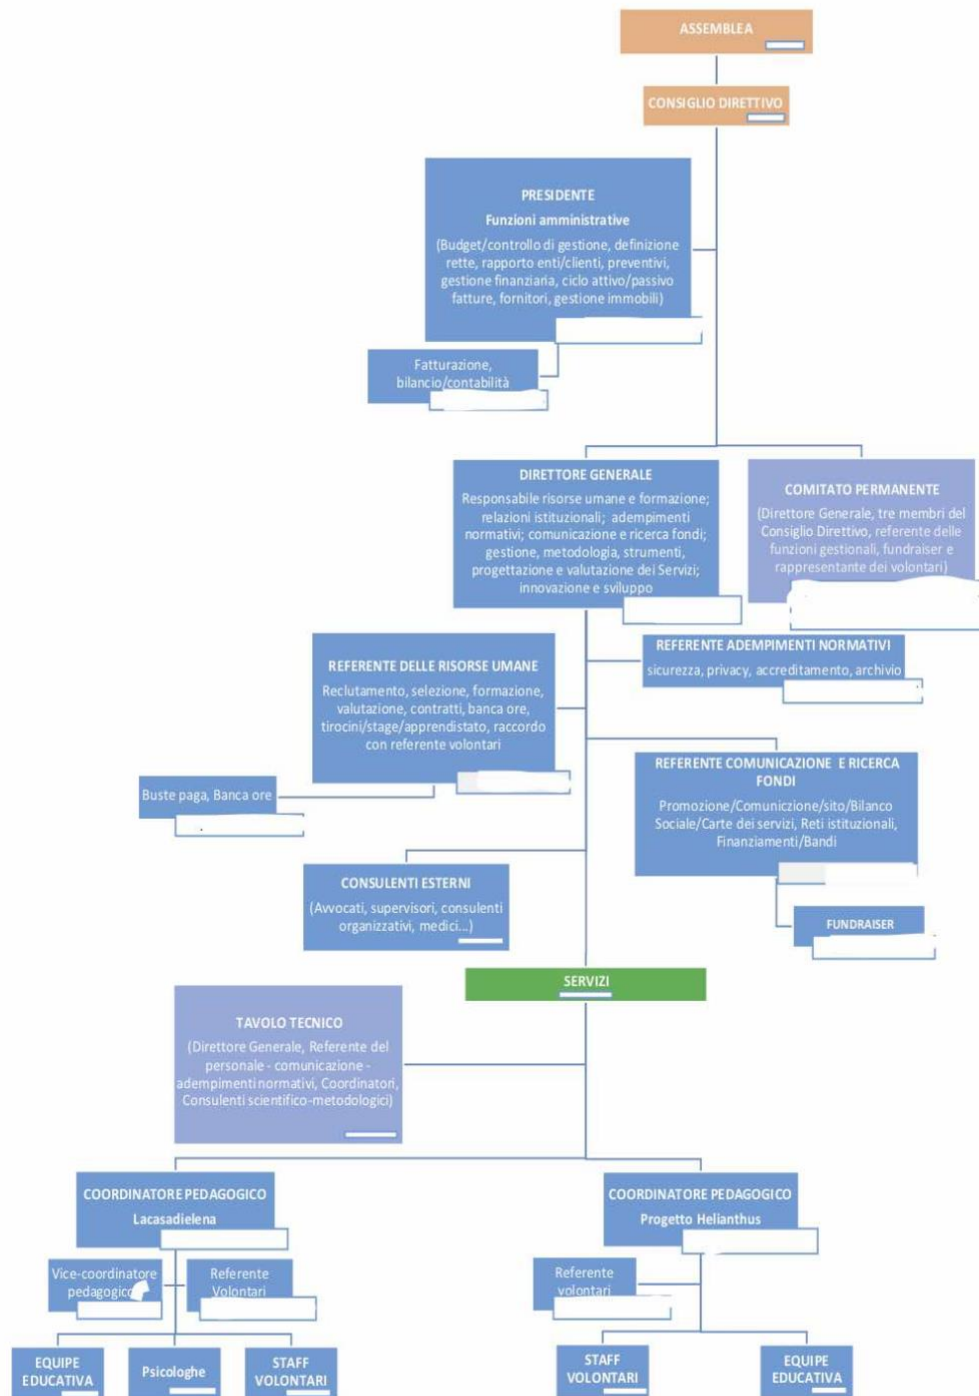 ASSEMBLEA
CONSIGLIO DIRETTIVO
PRESIDENTE
Funzioni amministrative
(Budget/controllo di gestione, definizione
rette, rapporto enti/clienti, preventivi,
gestione finanziaria, ciclo attivo/passivo
fatture, fornitori, gestione immobili)
Fatturazione,
bilancio/contabilità
DIRETTORE GENERALE
Responsabile risorse umane e formazione;
relazioni istituzionali; adempimenti
normativi; comunicazione e ricerca fondi;
gestione, metodologia, strumenti,
progettazione e valutazione dei Servizi;
innovazione e sviluppo
COMITATO PERMANENTE
(Direttore Generale, tre membri del
Consiglio Direttivo, referente delle
funzioni gestionali, fundraiser e
rappresentante dei volontari)
REFERENTE DELLE RISORSE UMANE
Reclutamento, selezione, formazione,
valutazione, contratti, banca ore,
tirocini/stage/apprendistato, raccordo
con referente volontari
REFERENTE ADEMPIMENTI NORMATIVI
sicurezza, privacy, accreditamento, archivio
Buste paga, Banca ore
REFERENTE COMUNICAZIONE E RICERCA
FONDI
Promozione/Comuniczione/sito/Bilanco
Sociale/Carte dei servizi, Reti istituzionali,
Finanziamenti/Bandi
CONSULENTI ESTERNI
(Avvocati, supervisori, consulenti
organizzativi, medici...)
FUNDRAISER
SERVIZI
TAVOLO TECNICO
(Direttore Generale, Referente del
personale - comunicazione -
adempimenti normativi, Coordinatori,
Consulenti scientifico-metodologici)
COORDINATORE PEDAGOGICO
Lacasadielena
Vice-coordinatore
pedagogico
Referente
Volontari
EQUIPE
EDUCATIVA
Psicologhe
STAFF
VOLONTARI
COORDINATORE PEDAGOGICO
Progetto Helianthus
Referente
volontari
STAFF
VOLONTARI
EQUIPE
EDUCATIVA